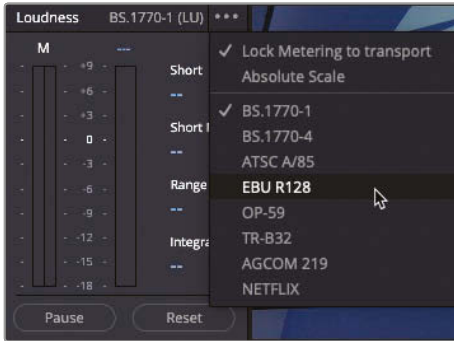 Loudness BS.1770-1 (LU) •••
M ---
✓ Lock Metering to transport
Absolute Scale
✓ BS.1770-1
BS.1770-4
ATSC A/85
EBU R128
OP-59
TR-B32
AGCOM 219
NETFLIX
- +9 -
- +6 -
- +3 -
- 0 -
- -3 -
- -6 -
- -9 -
- -12 -
- -15 -
- -18 -
Short
--
Short
--
Range
--
Integra
--
Pause Reset